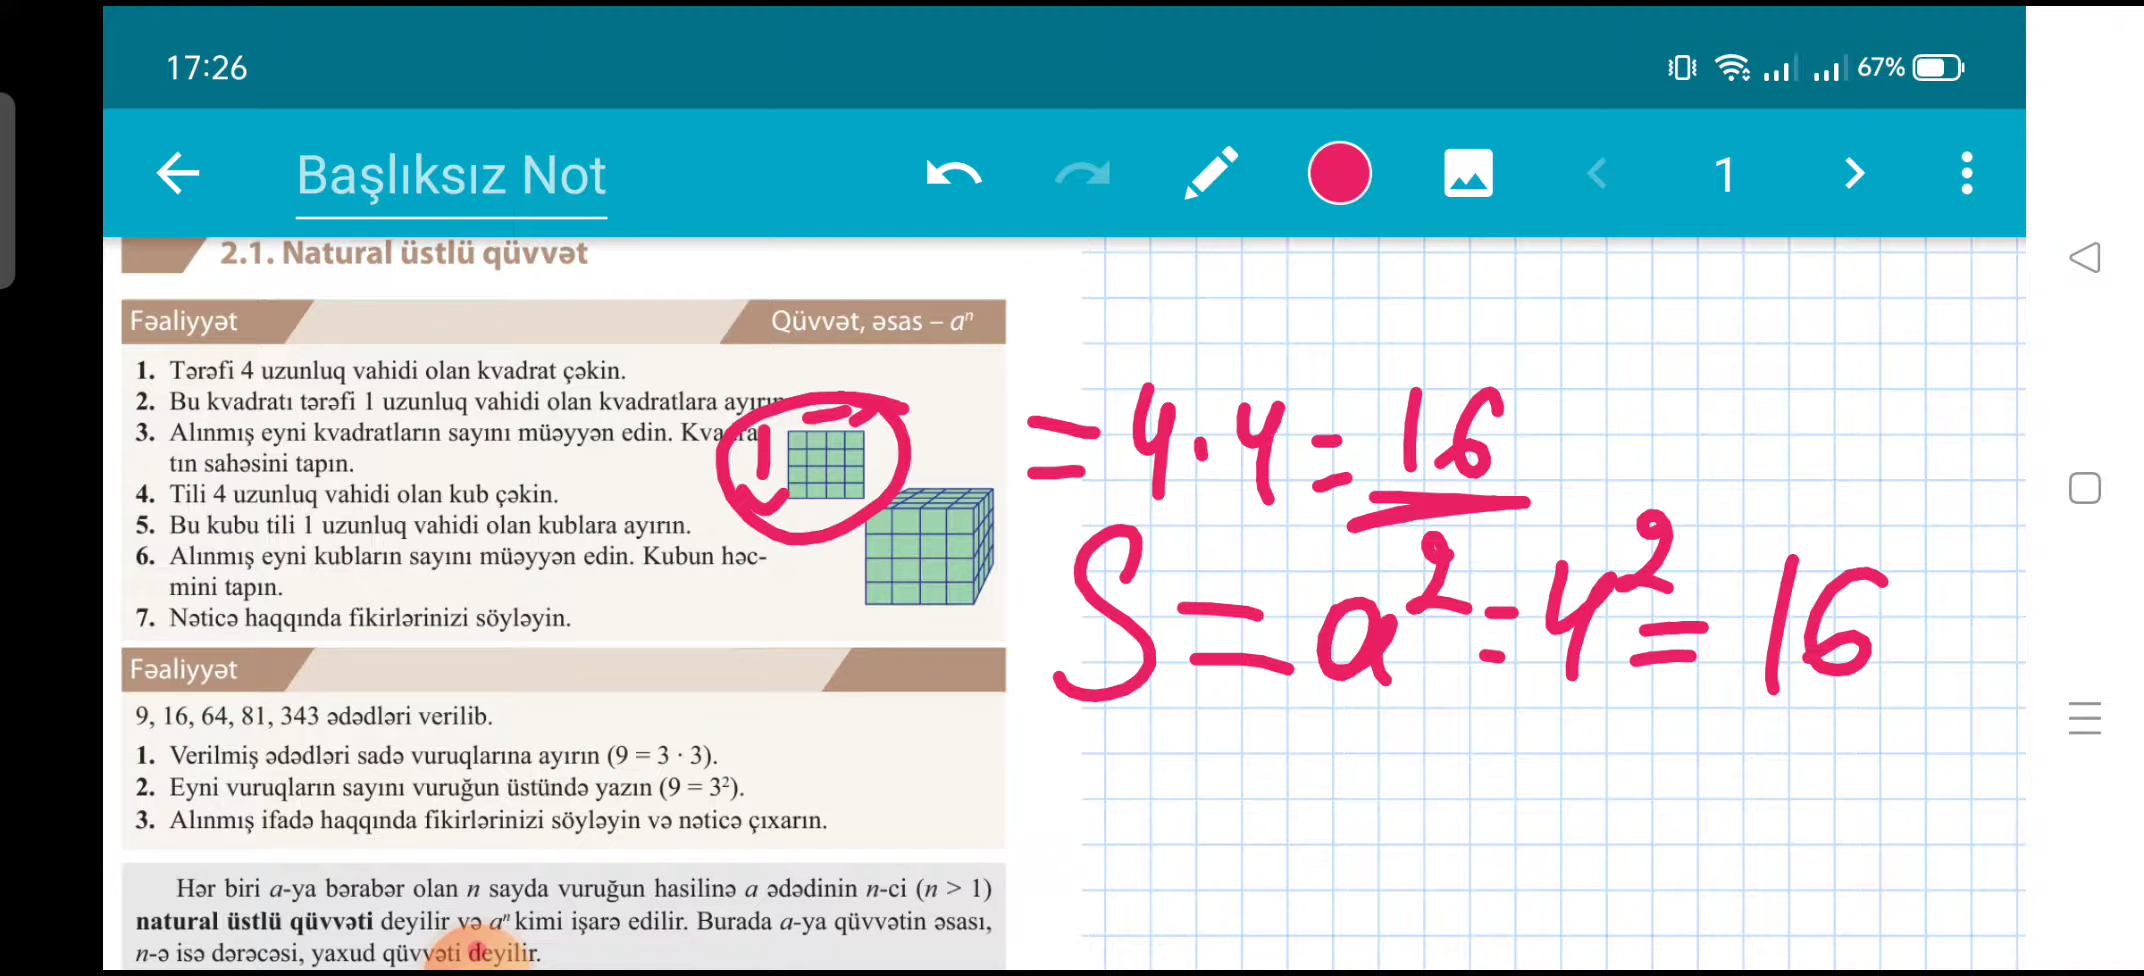 17:26
67%
Başlıksız Not
1
2.1. Natural üstlü qüvvət
Fəaliyyət
Qüvvət, əsas – aⁿ
1. Tərəfi 4 uzunluq vahidi olan kvadrat çəkin.
2. Bu kvadratı tərəfi 1 uzunluq vahidi olan kvadratlara ayırın
3. Alınmış eyni kvadratların sayını müəyyən edin.
tın sahəsini tapın.
4. Tili 4 uzunluq vahidi olan kub çəkin.
5. Bu kubu tili 1 uzunluq vahidi olan kublara ayırın.
6. Alınmış eyni kubların sayını müəyyən edin. Kubun həc-
mini tapın.
7. Nəticə haqqında fikirlərinizi söyləyin.
Fəaliyyət
9, 16, 64, 81, 343 ədədləri verilib.
1. Verilmiş ədədləri sadə vuruqlarına ayırın (9 = 3 · 3).
2. Eyni vuruqların sayını vuruğun üstündə yazın (9 = 3²).
3. Alınmış ifadə haqqında fikirlərinizi söyləyin və nəticə çıxarın.
Hər biri a-ya bərabər olan n sayda vuruğun hasilinə a ədədinin n-ci (n > 1)
natural üstlü qüvvəti deyilir və aⁿ kimi işarə edilir. Burada a-ya qüvvətin əsası,
n-ə isə dərəcəsi, yaxud qüvvəti deyilir.
= 4 · 4 = 16
S = a² = 4² = 16